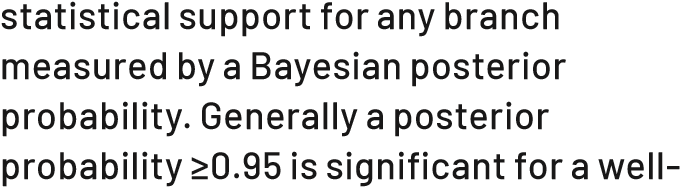 statistical support for any branch
measured by a Bayesian posterior
probability. Generally a posterior
probability ≥0.95 is significant for a well-